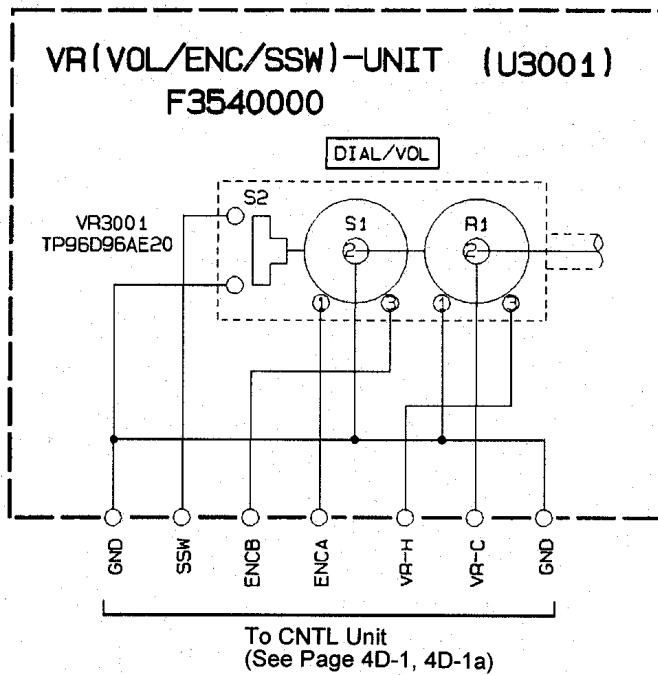 VR(VOL/ENC/SSW)-UNIT (U3001)
F3540000
DIAL/VOL
S2
VR3001
TP96D96AE20
S1
R1
2
2
1
3
1
3
GND
SSW
ENCB
ENCA
VR-H
VR-C
GND
To CNTL Unit
(See Page 4D-1, 4D-1a)